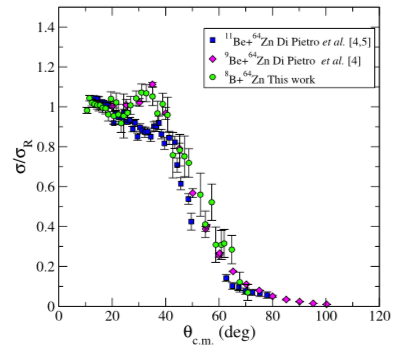 1.4
1.2
1
0.8
0.6
0.4
0.2
0
σ/σR
¹¹Be+⁶⁴Zn Di Pietro et al. [4,5]
⁹Be+⁶⁴Zn Di Pietro et al. [4]
⁸B+⁶⁴Zn This work
0 20 40 60 80 100 120
θc.m. (deg)